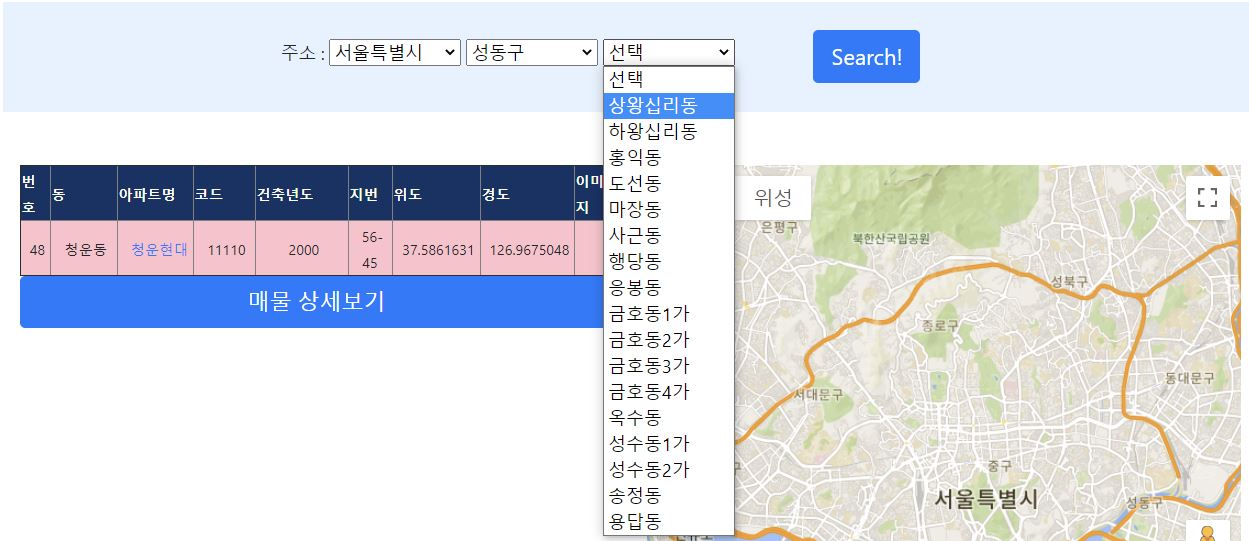 주소 : 서울특별시 성동구 선택 Search!
선택
상왕십리동
하왕십리동
홍익동
도선동
마장동
사근동
행당동
응봉동
금호동1가
금호동2가
금호동3가
금호동4가
옥수동
성수동1가
성수동2가
송정동
용답동
번호 동 아파트명 코드 건축년도 지번 위도 경도 이미지
48 청운동 청운현대 11110 2000 56-45 37.5861631 126.9675048
매물 상세보기
위성
은평구
북한산국립공원
성북구
종로구
서대문구
동대문구
중구
서울특별시
성동구